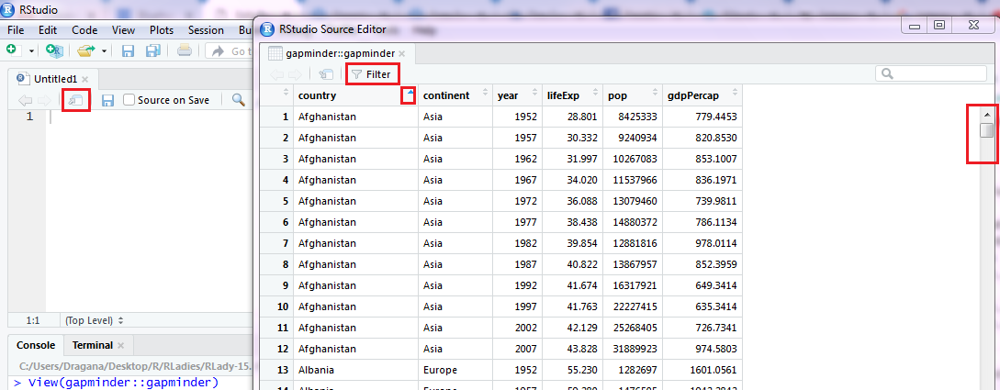 RStudio
File Edit Code View Plots Session
Go to
Untitled1
Source on Save
1
1:1 (Top Level)
Console Terminal
C:/Users/Dragana/Desktop/R/RLadies/RLady-15.
> View(gapminder::gapminder)
RStudio Source Editor
gapminder::gapminder
Filter
country continent year lifeExp pop gdpPercap
1 Afghanistan Asia 1952 28.801 8425333 779.4453
2 Afghanistan Asia 1957 30.332 9240934 820.8530
3 Afghanistan Asia 1962 31.997 10267083 853.1007
4 Afghanistan Asia 1967 34.020 11537966 836.1971
5 Afghanistan Asia 1972 36.088 13079460 739.9811
6 Afghanistan Asia 1977 38.438 14880372 786.1134
7 Afghanistan Asia 1982 39.854 12881816 978.0114
8 Afghanistan Asia 1987 40.822 13867957 852.3959
9 Afghanistan Asia 1992 41.674 16317921 649.3414
10 Afghanistan Asia 1997 41.763 22227415 635.3414
11 Afghanistan Asia 2002 42.129 25268405 726.7341
12 Afghanistan Asia 2007 43.828 31889923 974.5803
13 Albania Europe 1952 55.230 1282697 1601.0561